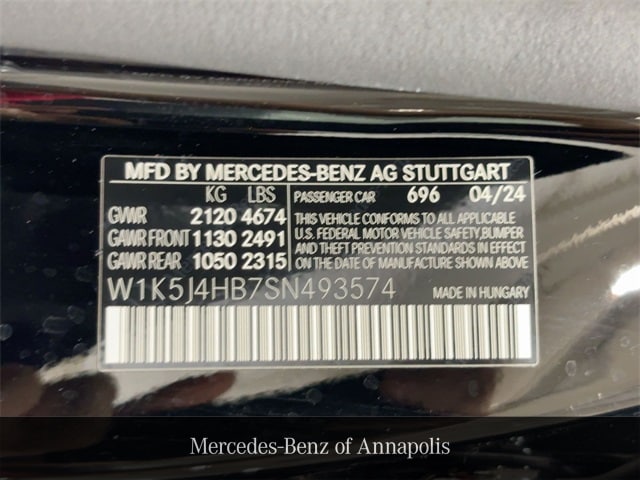 MFD BY MERCEDES-BENZ AG STUTTGART
KG LBS PASSENGER CAR 696 04/24
GVWR 2120 4674 THIS VEHICLE CONFORMS TO ALL APPLICABLE
GAWR FRONT 1130 2491 U.S. FEDERAL MOTOR VEHICLE SAFETY, BUMPER
AND THEFT PREVENTION STANDARDS IN EFFECT
GAWR REAR 1050 2315 ON THE DATE OF MANUFACTURE SHOWN ABOVE
W1K5J4HB7SN493574 MADE IN HUNGARY
Mercedes-Benz of Annapolis